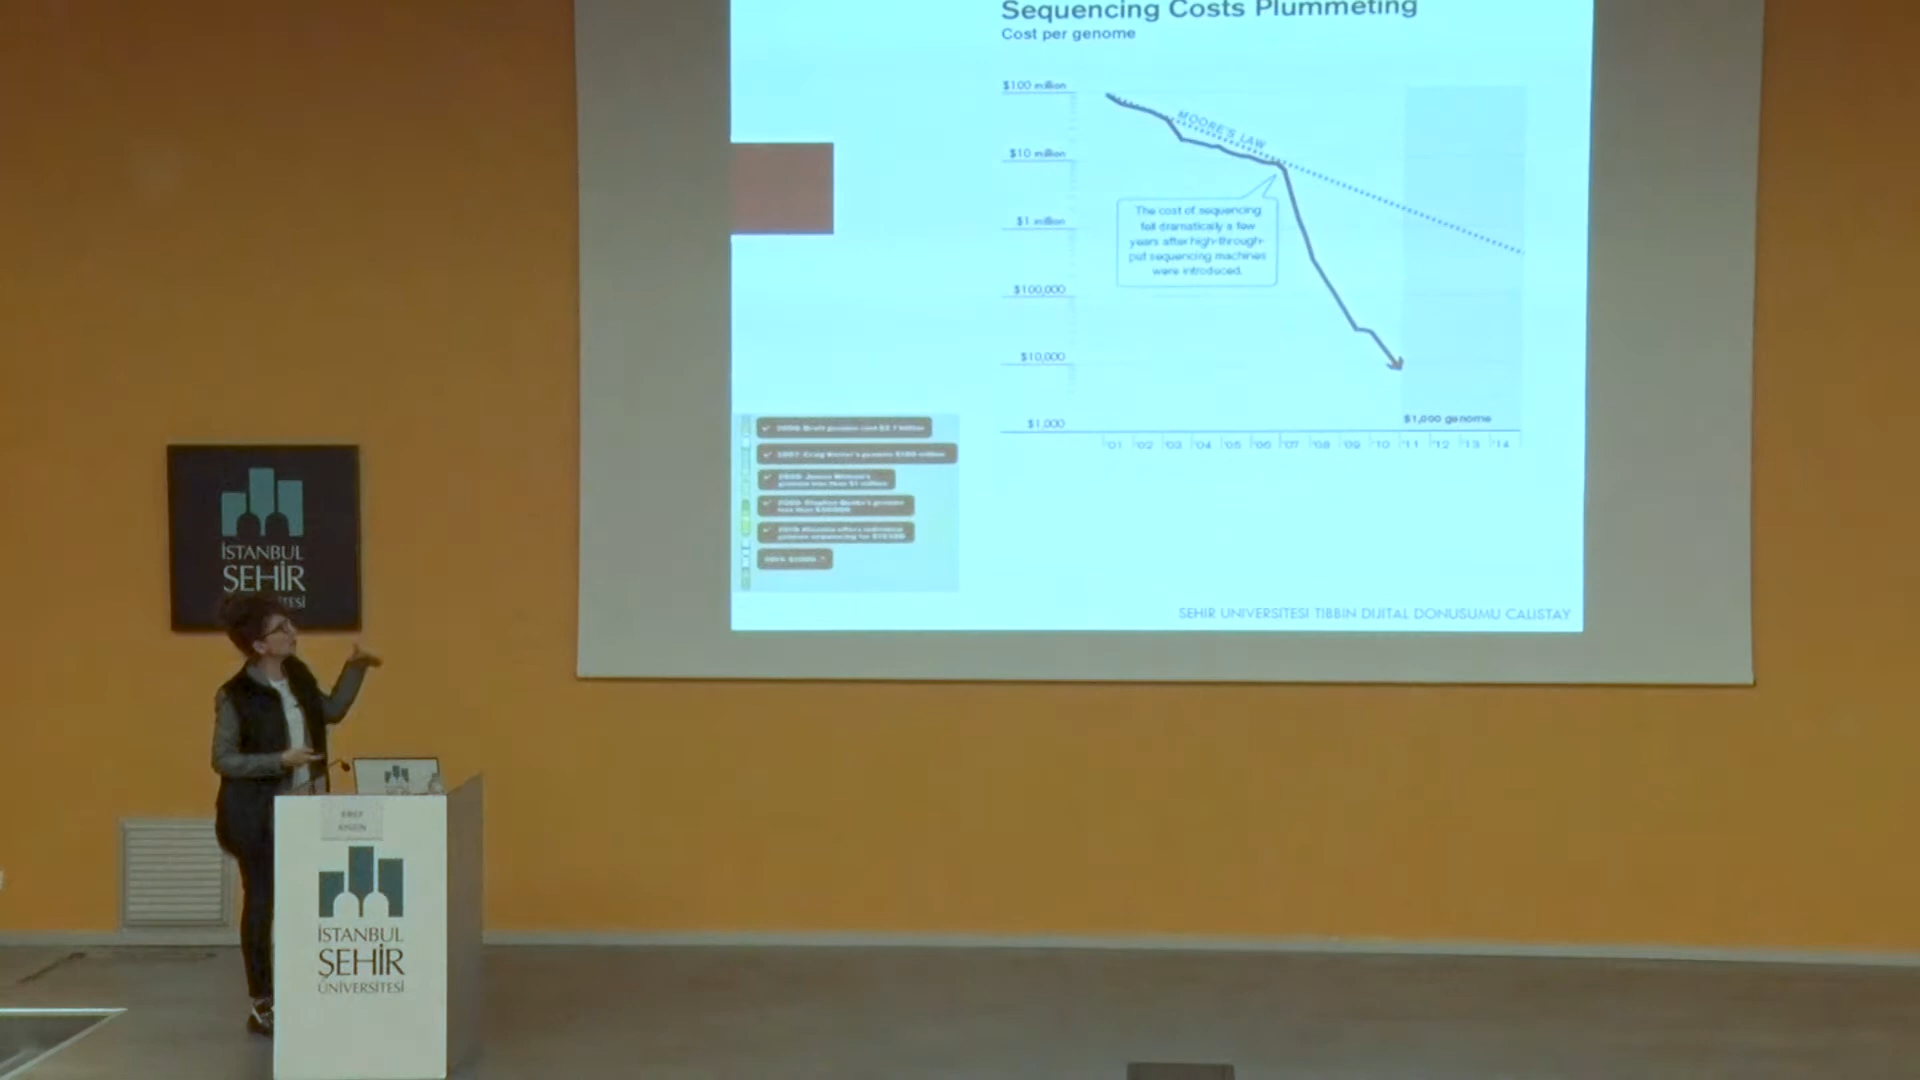 Sequencing Costs Plummeting
Cost per genome
$100 million
$10 million
$1 million
$100,000
$10,000
$1,000
MOORE'S LAW
The cost of sequencing
fell dramatically a few
years after high-through-
put sequencing machines
were introduced.
$1,000 genome
'01 '02 '03 '04 '05 '06 '07 '08 '09 '10 '11 '12 '13 '14
SEHIR UNIVERSITESI TIBBIN DIJITAL DONUSUMU CALISTAY
İSTANBUL
ŞEHİR
İSTANBUL
ŞEHİR
ÜNİVERSİTESİ